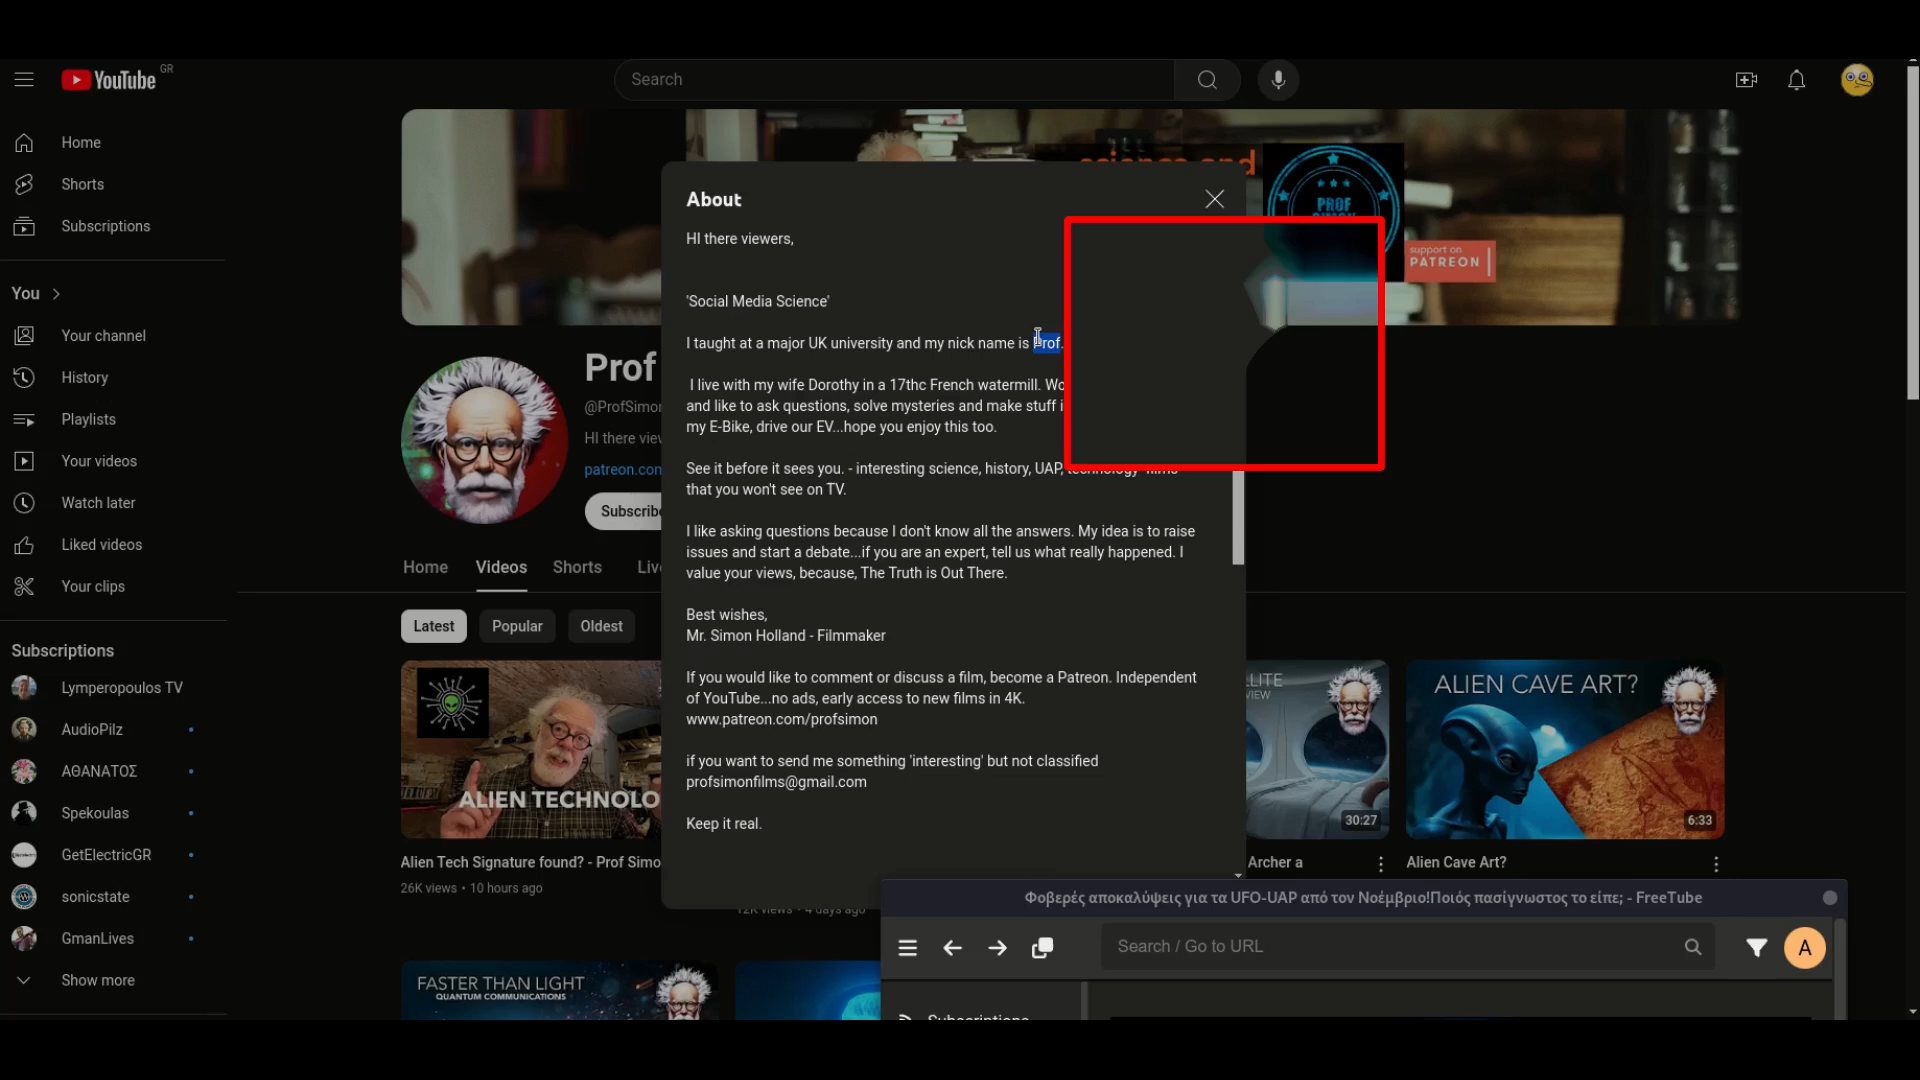 YouTube GR
Search
Home
Shorts
Subscriptions
You
Your channel
History
Playlists
Your videos
Watch later
Liked videos
Your clips
Subscriptions
Lymperopoulos TV
AudioPilz
ΑΘΑΝΑΤΟΣ
Spekoulas
GetElectricGR
sonicstate
GmanLives
Show more
science and
PROF
support on
PATREON
Prof
@ProfSimon
HI there view
patreon.com
Subscribe
Home
Videos
Shorts
Live
Latest
Popular
Oldest
About
HI there viewers,
'Social Media Science'
I taught at a major UK university and my nick name is Prof.
I live with my wife Dorothy in a 17thc French watermill.
and like to ask questions, solve mysteries and make stuff
my E-Bike, drive our EV...hope you enjoy this too.
See it before it sees you. - interesting science, history, UAP, technology films
that you won't see on TV.
I like asking questions because I don't know all the answers. My idea is to raise
issues and start a debate...if you are an expert, tell us what really happened. I
value your views, because, The Truth is Out There.
Best wishes,
Mr. Simon Holland - Filmmaker
If you would like to comment or discuss a film, become a Patreon. Independent
of YouTube...no ads, early access to new films in 4K.
www.patreon.com/profsimon
if you want to send me something 'interesting' but not classified
profsimonfilms@gmail.com
Keep it real.
ALIEN TECHNOLO
Alien Tech Signature found? - Prof Simo
26K views • 10 hours ago
12K views • 4 days ago
30:27
Archer a
ALIEN CAVE ART?
6:33
Alien Cave Art?
FASTER THAN LIGHT
QUANTUM COMMUNICATIONS
Φοβερές αποκαλύψεις για τα UFO-UAP από τον Νοέμβριο!Ποιός πασίγνωστος το είπε; - FreeTube
Search / Go to URL
A
Subscriptions